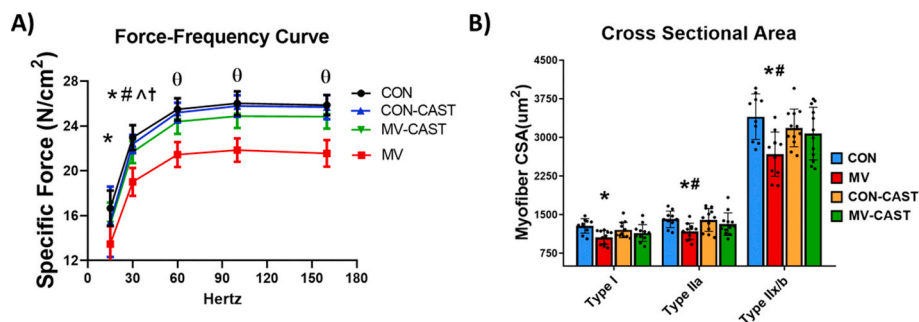 A)
Force-Frequency Curve
Specific Force (N/cm²)
28
24
20
16
12
* # ^ †
*
θ
θ
θ
0
30
60
90
120
150
180
Hertz
CON
CON-CAST
MV-CAST
MV
B)
Cross Sectional Area
Myofiber CSA(um²)
4500
3750
3000
2250
1500
750
*
*#
*#
Type I
Type IIa
Type IIx/b
CON
MV
CON-CAST
MV-CAST